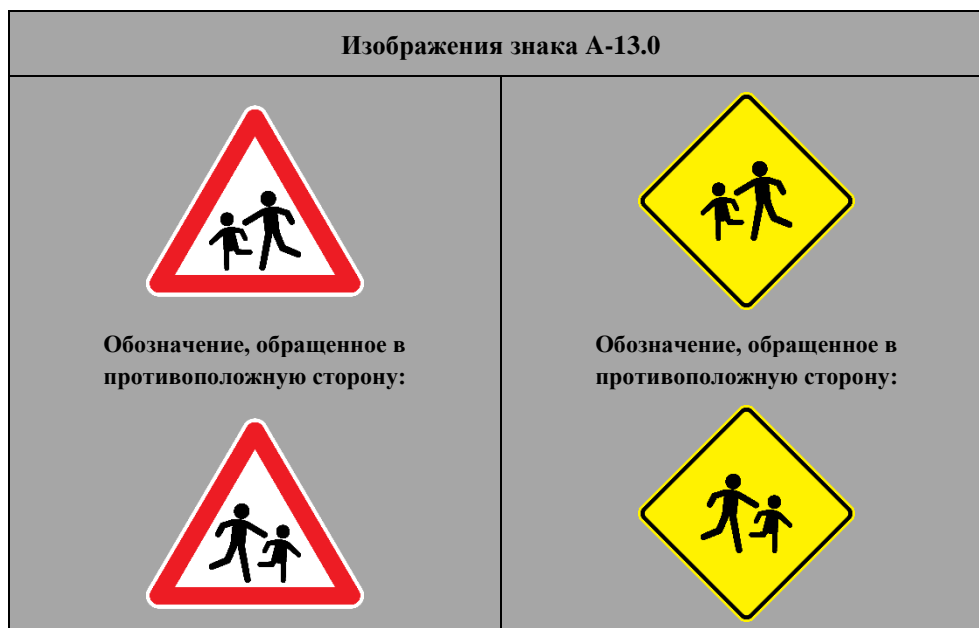 Изображения знака A-13.0
Обозначение, обращенное в
противоположную сторону:
Обозначение, обращенное в
противоположную сторону: